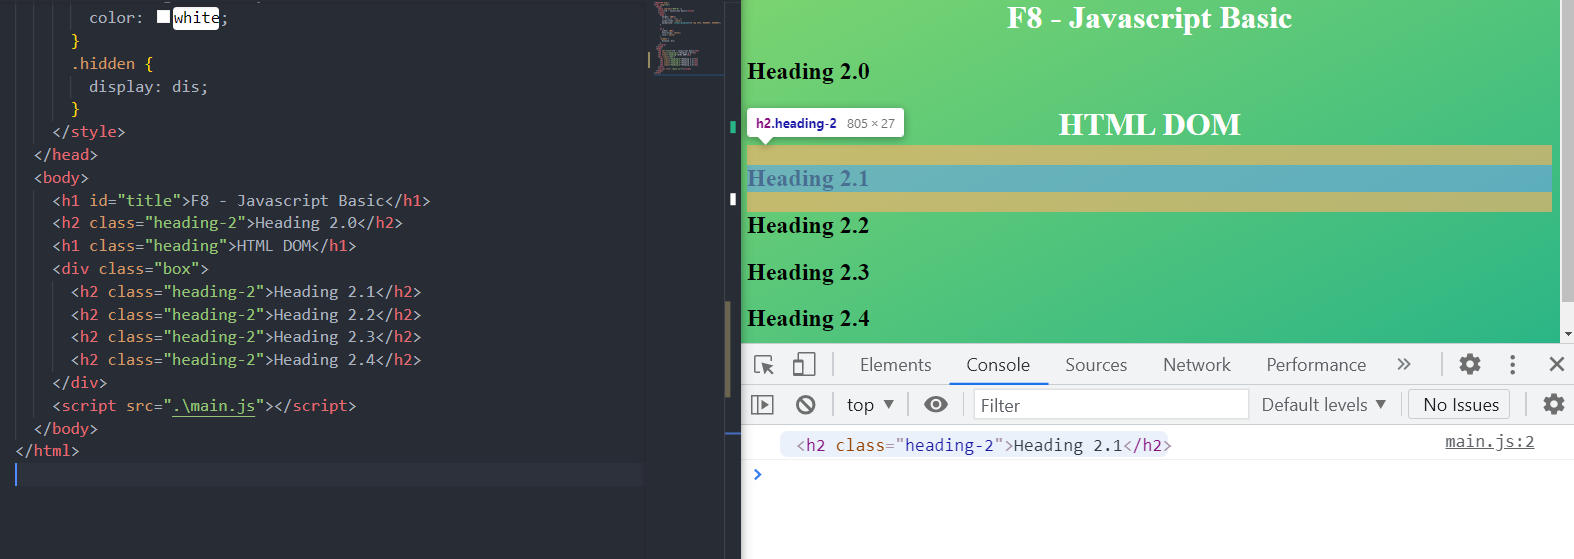 color: white;
}
.hidden {
display: dis;
}
</style>
</head>
<body>
<h1 id="title">F8 - Javascript Basic</h1>
<h2 class="heading-2">Heading 2.0</h2>
<h1 class="heading">HTML DOM</h1>
<div class="box">
<h2 class="heading-2">Heading 2.1</h2>
<h2 class="heading-2">Heading 2.2</h2>
<h2 class="heading-2">Heading 2.3</h2>
<h2 class="heading-2">Heading 2.4</h2>
</div>
<script src=".\main.js"></script>
</body>
</html>
F8 - Javascript Basic
Heading 2.0
HTML DOM
h2.heading-2 805 × 27
Heading 2.1
Heading 2.2
Heading 2.3
Heading 2.4
Elements Console Sources Network Performance
top Filter Default levels No Issues
<h2 class="heading-2">Heading 2.1</h2> main.js:2